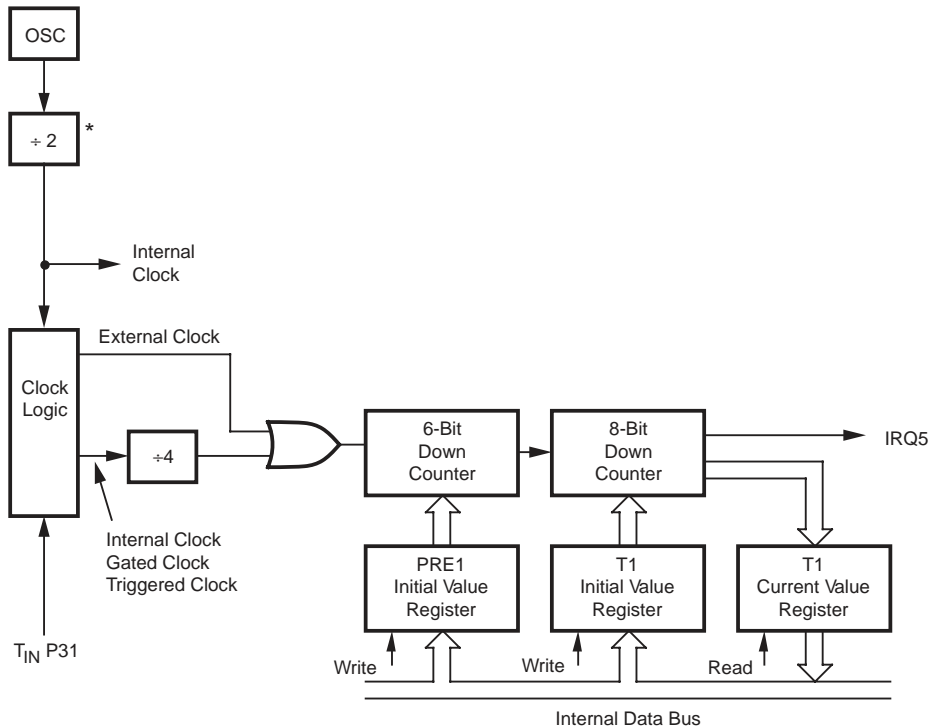 OSC
÷ 2
*
Internal
Clock
External Clock
Clock
Logic
÷4
6-Bit
Down
Counter
8-Bit
Down
Counter
IRQ5
Internal Clock
Gated Clock
Triggered Clock
PRE1
Initial Value
Register
T1
Initial Value
Register
T1
Current Value
Register
TIN P31
Write
Write
Read
Internal Data Bus